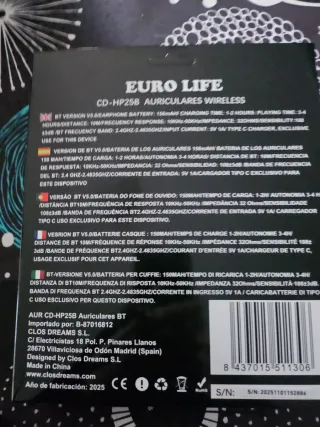 EURO LIFE
CD-HP25B AURICULARES WIRELESS
BT VERSION V5.0/EARPHONE BATTERY: 150mAH CHARGING TIME: 1-2 HOURS/ PLAYING TIME: 3-4
HOURS/DISTANCE: 10M/FREQUENCY RESPONSE: 10KHz-50KHz/IMPEDANCE: 32OHMS/SENSIBILITY: 108
±3dB /BT FREQUENCY BAND: 2.4GHZ-2.4835GHZ/INPUT CURRENT: 5V 1A/ TYPE-C CHARGER, EXCLUSIVE
USE FOR THIS DEVICE
BT VERSION DE BT V5.0/BATERIA DE LOS AURICULARES 150mAH BATERIA DE LOS AURICULARES
150 MAH/TIEMPO DE CARGA: 1-2 HORAS/AUTONOMIA 3-4 HORAS/ DISTANCIA DE BT: 10M/FRECUENCIA
DE RESPUESTA: 10KHz-50KHz /IMPEDANCIA: 32 Ohms/SENSIBILIDAD: 108±3dB /BANDA DE FRECUENCIA
DEL BT: 2.4 GHZ-2.4835GHZ/CORRIENTE DE ENTRADA: 5V 1A/CARGADOR TIPO C EXCLUSIVO PARA
ESTE DISPOSITIVO
VERSÃO BT V5.0/BATERIA DO FONE DE OUVIDO: 150MAH/TEMPO DE CARGA: 1-2H/ AUTONOMIA 3-4 H
/DISTÂNCIA BT10M/FREQUENCIA DE RESPOSTA: 10KHz-50KHz /IMPEDANCIA 32 Ohms/SENSIBILIDADE
108±3dB /BANDA DE FREQUÊNCIA BT2.4GHZ-2.4835GHZ/CORRENTE DE ENTRADA 5V 1A/CARREGADOR
TIPO C USO EXCLUSIVO PARA ESTE DISPOSITIVO.
VERSION BT V5.0/BATTERIE CASQUE : 150MAH/TEMPS DE CHARGE 1-2H/AUTONOMIE 3-4H/
DISTANCE DE BT10M/FRÉQUENCE DE RÉPONSE 10KHz-50KHz /IMPÉDANCE 32Ohms/SENSIBILITÉ 108±
3dB /BANDE DE FRÉQUENCE BT2.4GHZ-2.4835GHZ/COURANT D'ENTRÉE 5V 1A/CHARGEUR DE TYPE C,
USAGE EXCLUSIF POUR CET APPAREIL.
BT-VERSIONE V5.0/BATTERIA PER CUFFIE: 150MAH/TEMPO DI RICARICA 1-2H/AUTONOMIA 3-4H/
DISTANZA DI BT10M/FREQUENZA DI RISPOSTA 10KHz-50KHz /IMPEDENZA 32Ohms/SENSIBILITÀ 108±3dB.
BANDA DI FREQUENZA BT 2.4GHZ-2.4835GHZ/CORRENTE IN INGRESSO 5V 1A / CARICABATTERIE DI TIPO
C USO ESCLUSIVO PER QUESTO DISPOSITIVO.
AUR CD-HP25B Auriculares BT
Importado por: B-87016812
CLOS DREAMS S.L.
C/ Electricistas 18 Pol. P. Pinares Llanos
28670 Villaviciosa de Odón Madrid (Spain)
Designed by Clos Dreams S.L
Made in China
www.closdreams.com
Año de fabricación: 2025
8 437015 511306
S/N:
S/N: 2025110115288